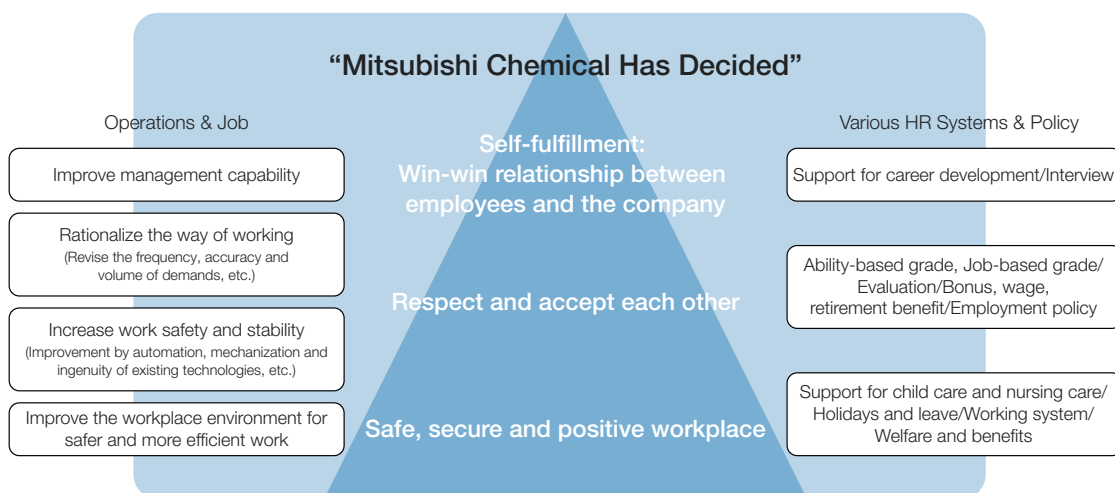 “Mitsubishi Chemical Has Decided”
Operations & Job
Improve management capability
Rationalize the way of working
(Revise the frequency, accuracy and
volume of demands, etc.)
Increase work safety and stability
(Improvement by automation, mechanization and
ingenuity of existing technologies, etc.)
Improve the workplace environment for
safer and more efficient work
Self-fulfillment:
Win-win relationship between
employees and the company
Respect and accept each other
Safe, secure and positive workplace
Various HR Systems & Policy
Support for career development/Interview
Ability-based grade, Job-based grade/
Evaluation/Bonus, wage,
retirement benefit/Employment policy
Support for child care and nursing care/
Holidays and leave/Working system/
Welfare and benefits